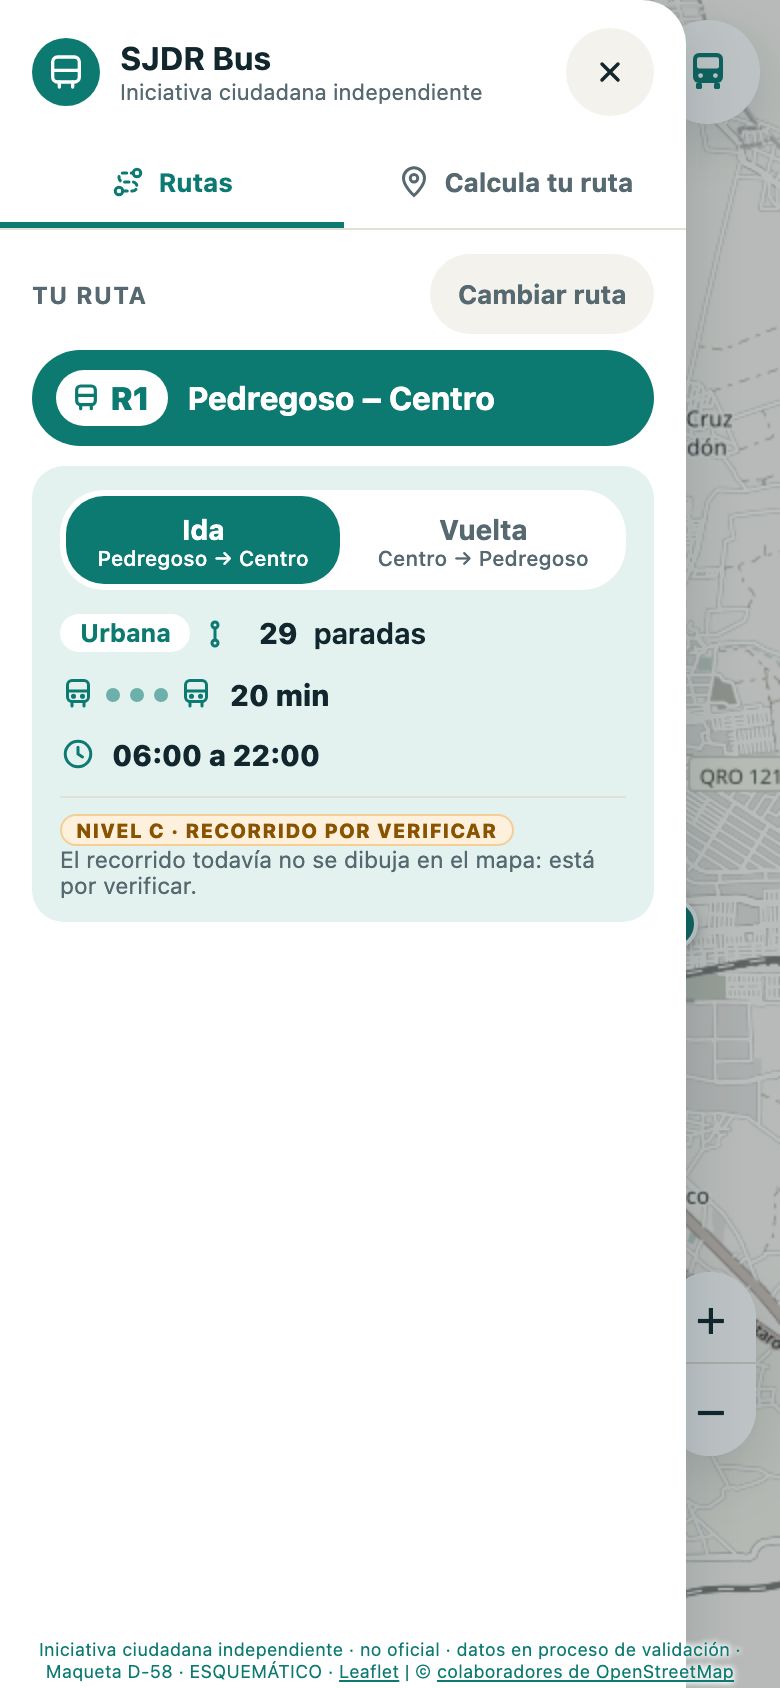 SJDR Bus
Iniciativa ciudadana independiente
Rutas
Calcula tu ruta
TU RUTA
Cambiar ruta
R1 Pedregoso – Centro
Ida
Pedregoso → Centro
Vuelta
Centro → Pedregoso
Urbana
29 paradas
20 min
06:00 a 22:00
NIVEL C · RECORRIDO POR VERIFICAR
El recorrido todavía no se dibuja en el mapa: está
por verificar.
Cruz
dón
QRO 121
co
+
taro
−
Iniciativa ciudadana independiente · no oficial · datos en proceso de validación ·
Maqueta D-58 · ESQUEMÁTICO · Leaflet | © colaboradores de OpenStreetMap